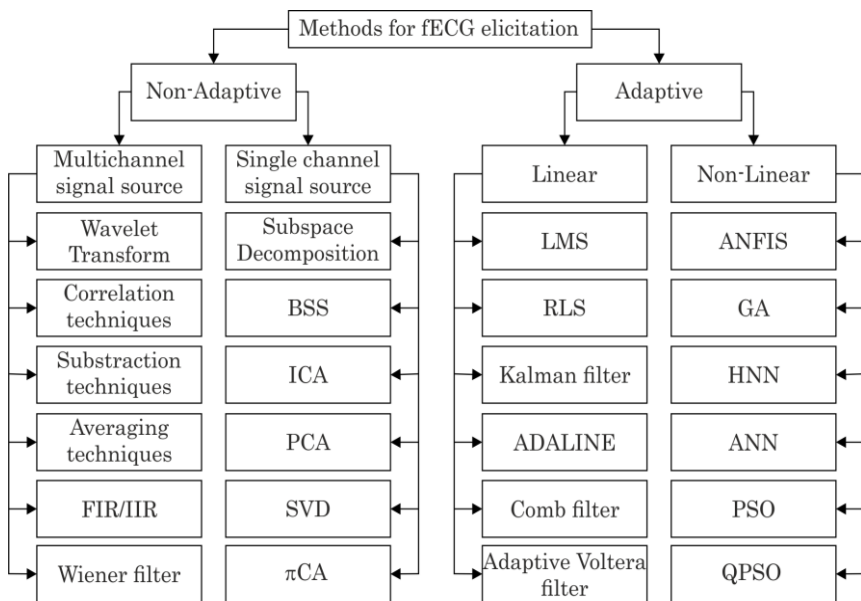 Methods for fECG elicitation
Non-Adaptive
Adaptive
Multichannel
signal source
Single channel
signal source
Linear
Non-Linear
Wavelet
Transform
Subspace
Decomposition
LMS
ANFIS
Correlation
techniques
BSS
RLS
GA
Substraction
techniques
ICA
Kalman filter
HNN
Averaging
techniques
PCA
ADALINE
ANN
FIR/IIR
SVD
Comb filter
PSO
Wiener filter
πCA
Adaptive Voltera
filter
QPSO